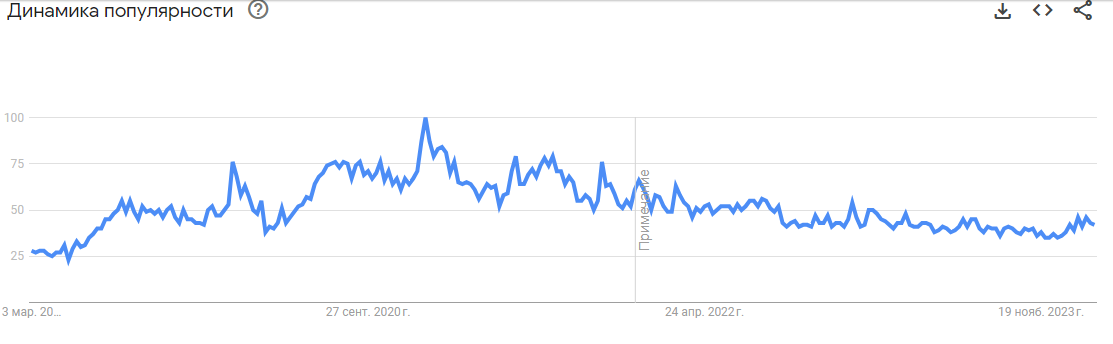 Динамика популярности
100
75
50
25
Примечание
3 мар. 20...
27 сент. 2020 г.
24 апр. 2022 г.
19 нояб. 2023 г.